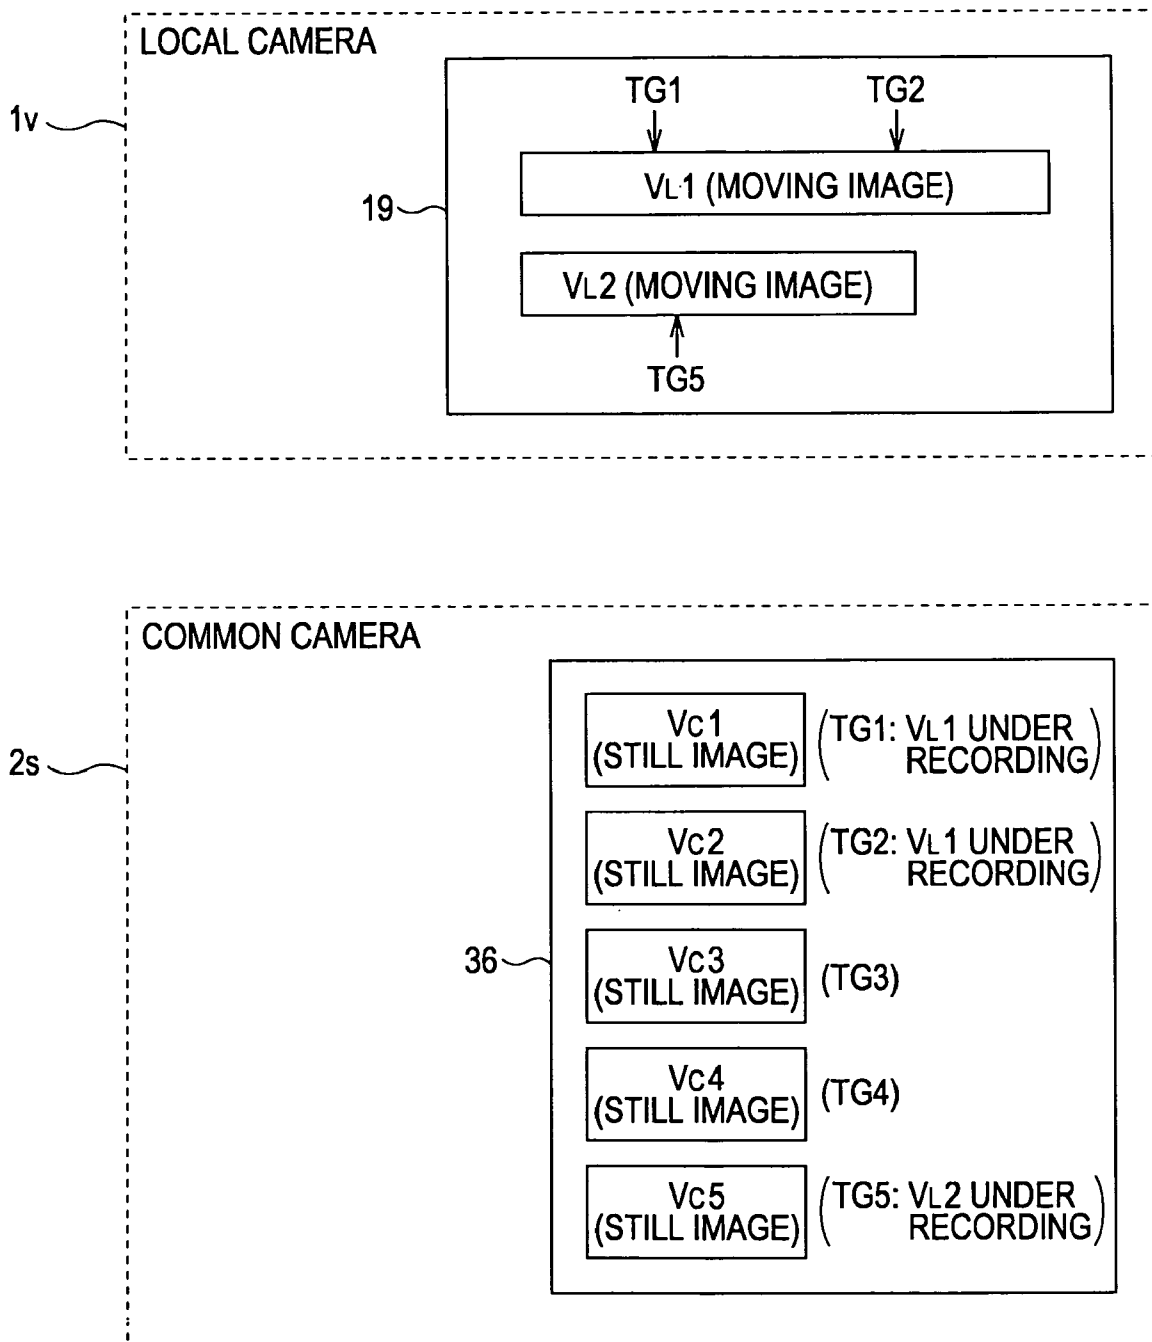 LOCAL CAMERA
1v
TG1 TG2
VL1 (MOVING IMAGE)
19
VL2 (MOVING IMAGE)
TG5
COMMON CAMERA
2s
36
VC1
(STILL IMAGE)
(TG1: VL1 UNDER
RECORDING)
VC2
(STILL IMAGE)
(TG2: VL1 UNDER
RECORDING)
VC3
(STILL IMAGE)
(TG3)
VC4
(STILL IMAGE)
(TG4)
VC5
(STILL IMAGE)
(TG5: VL2 UNDER
RECORDING)